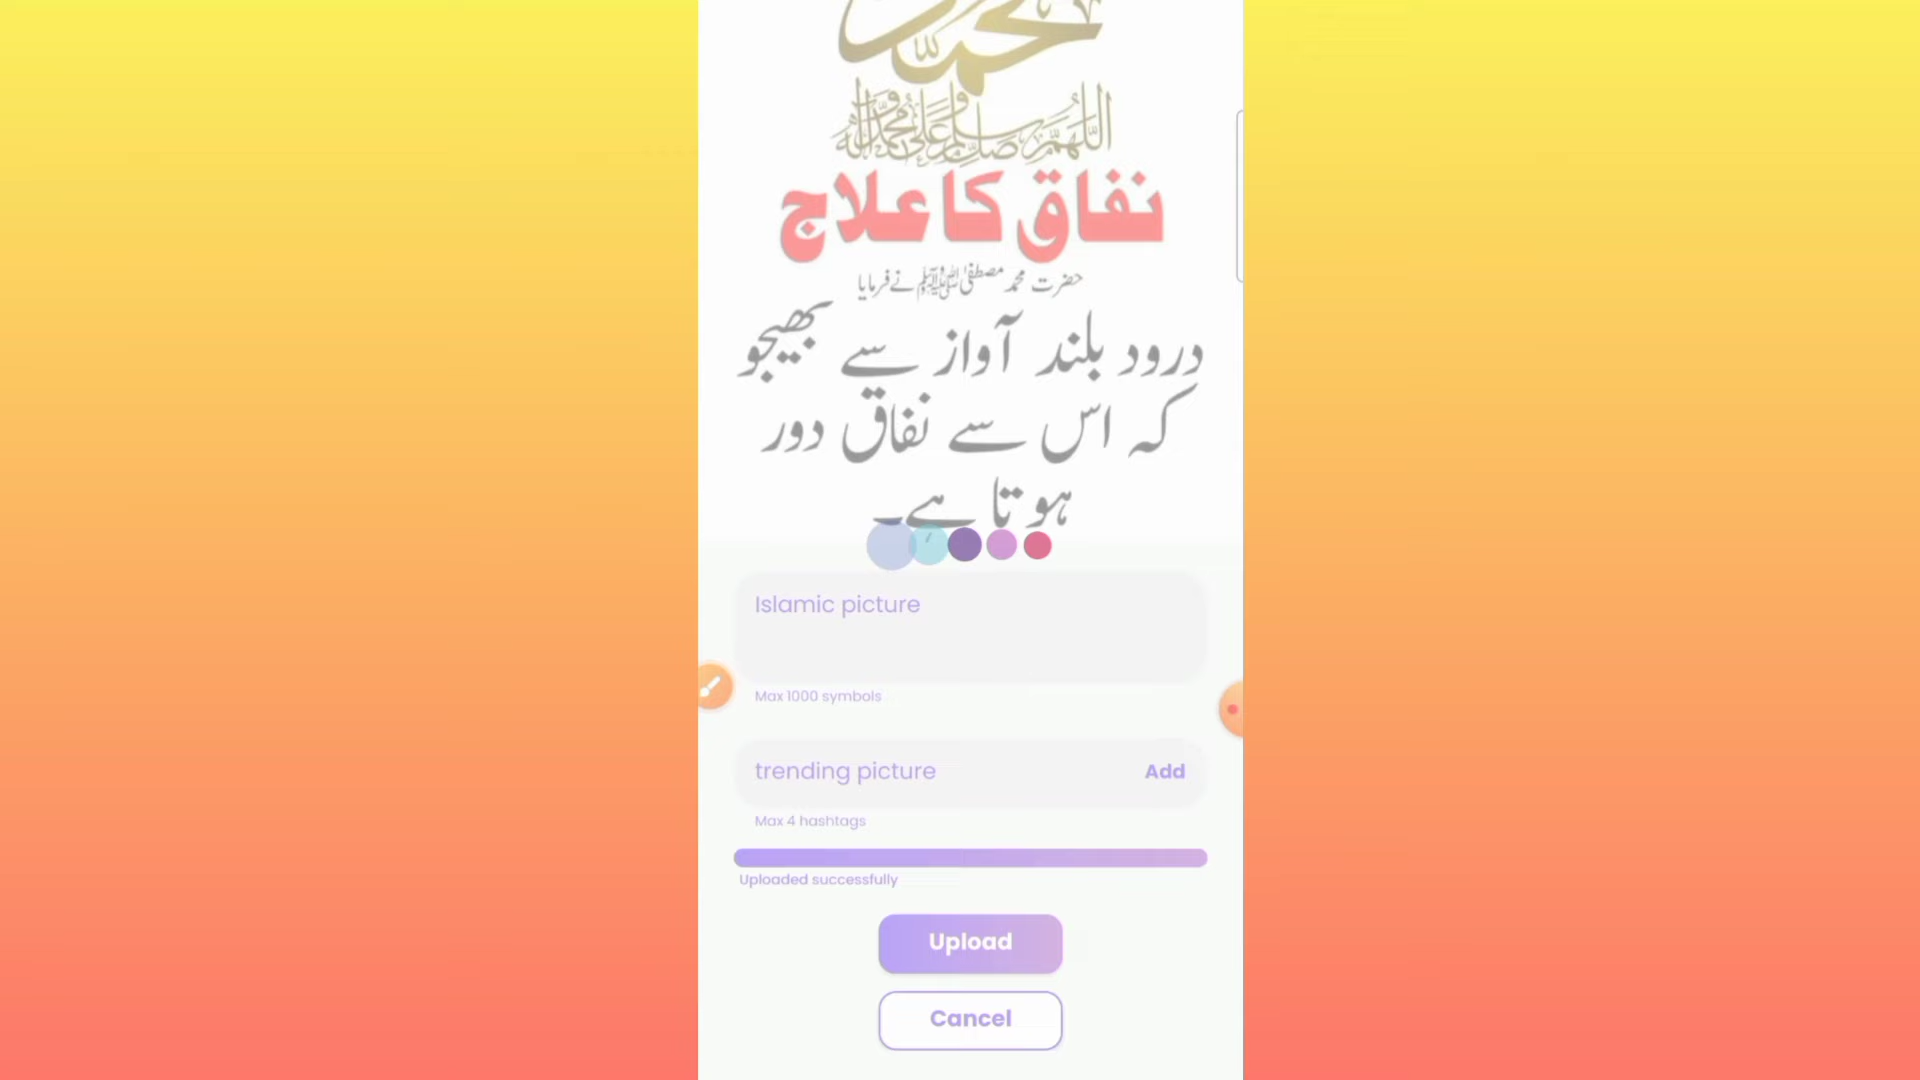 محمد
اللهم صل وسلم على محمد وآله
نفاق کا علاج
حضرت محمد مصطفیٰ ﷺ نے فرمایا
درود بلند آواز سے بھیجو
کہ اس سے نفاق دور
ہوتا ہے۔
Islamic picture
Max 1000 symbols
trending picture
Add
Max 4 hashtags
Uploaded successfully
Upload
Cancel